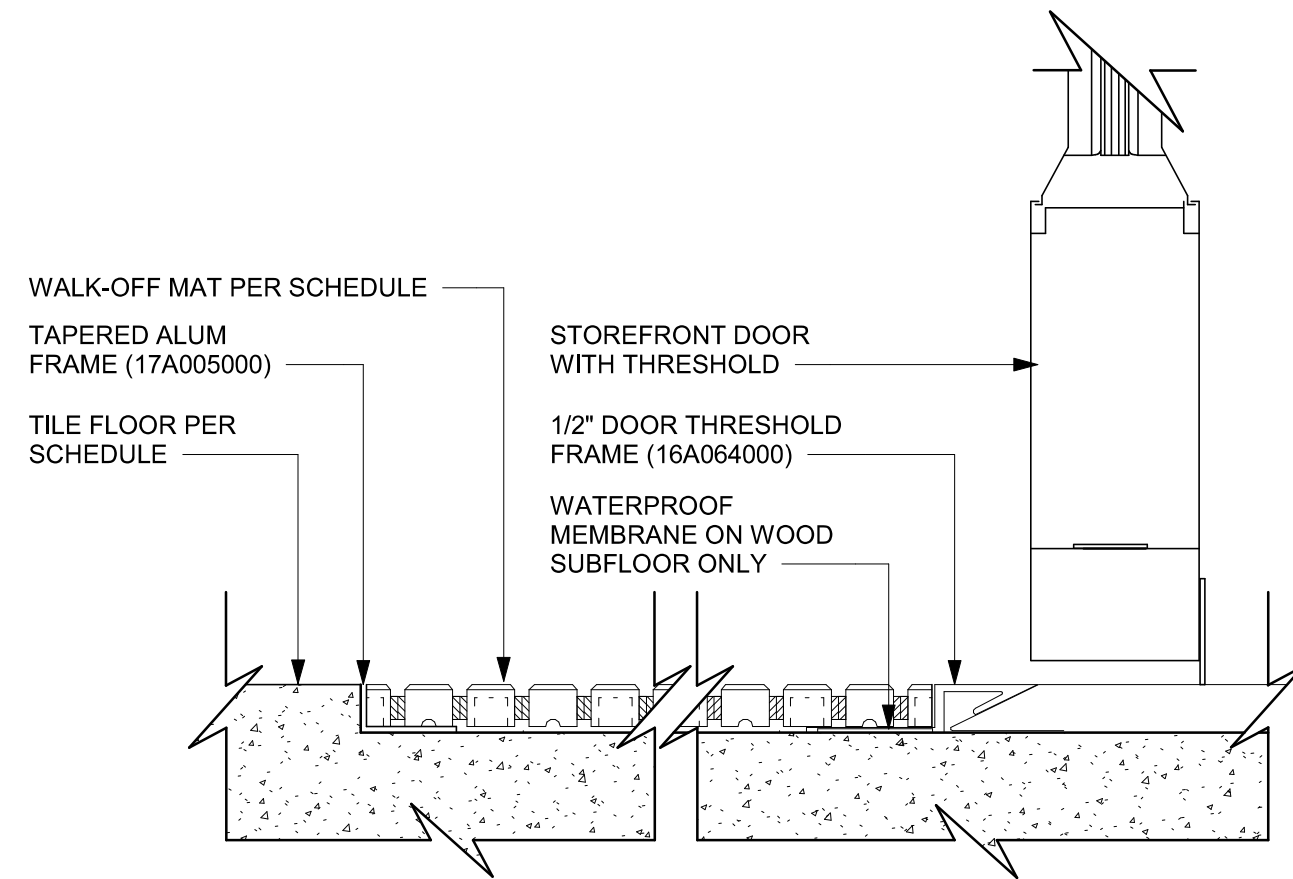 WALK-OFF MAT PER SCHEDULE
TAPERED ALUM
FRAME (17A005000)
TILE FLOOR PER
SCHEDULE
STOREFRONT DOOR
WITH THRESHOLD
1/2" DOOR THRESHOLD
FRAME (16A064000)
WATERPROOF
MEMBRANE ON WOOD
SUBFLOOR ONLY